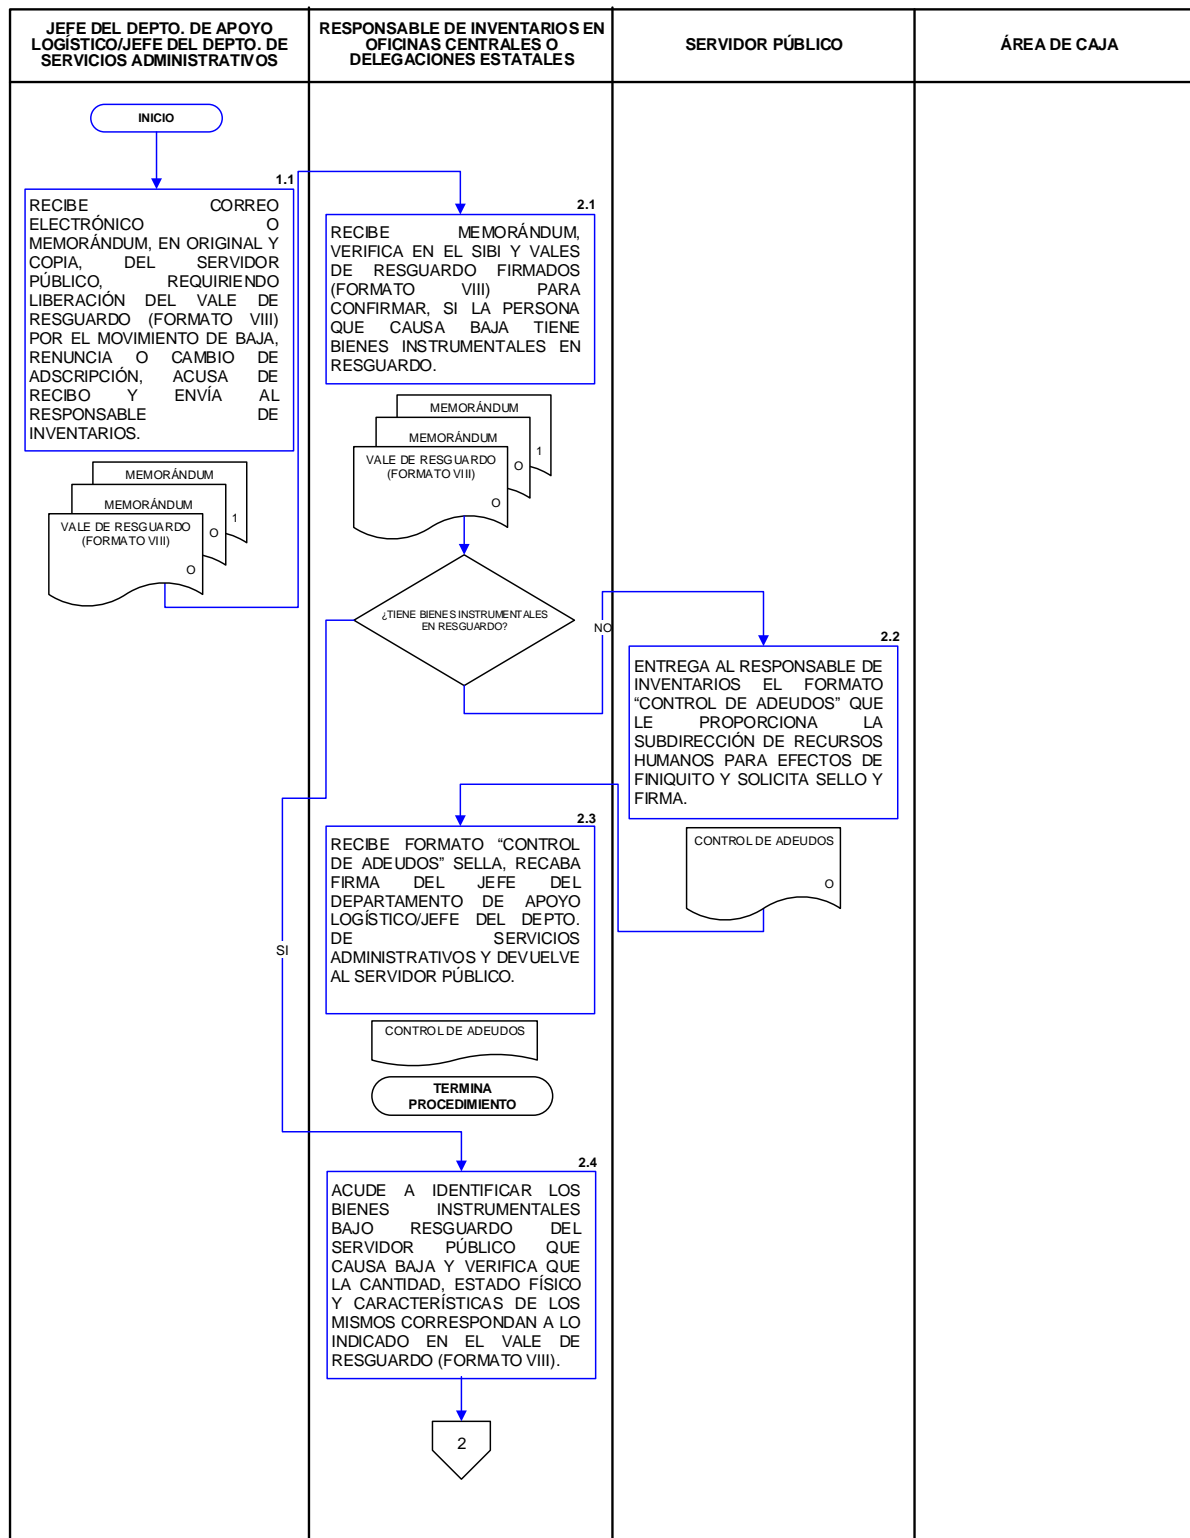 JEFE DEL DEPTO. DE APOYO
LOGÍSTICO/JEFE DEL DEPTO. DE
SERVICIOS ADMINISTRATIVOS
RESPONSABLE DE INVENTARIOS EN
OFICINAS CENTRALES O
DELEGACIONES ESTATALES
SERVIDOR PÚBLICO
ÁREA DE CAJA
INICIO
1.1
RECIBE CORREO
ELECTRÓNICO O
MEMORÁNDUM, EN ORIGINAL Y
COPIA, DEL SERVIDOR
PÚBLICO, REQUIRIENDO
LIBERACIÓN DEL VALE DE
RESGUARDO (FORMATO VIII)
POR EL MOVIMIENTO DE BAJA,
RENUNCIA O CAMBIO DE
ADSCRIPCIÓN, ACUSA DE
RECIBO Y ENVÍA AL
RESPONSABLE DE
INVENTARIOS.
MEMORÁNDUM
1
MEMORÁNDUM
O
VALE DE RESGUARDO
(FORMATO VIII)
O
2.1
RECIBE MEMORÁNDUM,
VERIFICA EN EL SIBI Y VALES
DE RESGUARDO FIRMADOS
(FORMATO VIII) PARA
CONFIRMAR, SI LA PERSONA
QUE CAUSA BAJA TIENE
BIENES INSTRUMENTALES EN
RESGUARDO.
MEMORÁNDUM
1
MEMORÁNDUM
O
VALE DE RESGUARDO
(FORMATO VIII)
O
¿TIENE BIENES INSTRUMENTALES
EN RESGUARDO?
NO
2.2
ENTREGA AL RESPONSABLE DE
INVENTARIOS EL FORMATO
“CONTROL DE ADEUDOS” QUE
LE PROPORCIONA LA
SUBDIRECCIÓN DE RECURSOS
HUMANOS PARA EFECTOS DE
FINIQUITO Y SOLICITA SELLO Y
FIRMA.
CONTROL DE ADEUDOS
O
2.3
RECIBE FORMATO “CONTROL
DE ADEUDOS” SELLA, RECABA
FIRMA DEL JEFE DEL
DEPARTAMENTO DE APOYO
LOGÍSTICO/JEFE DEL DEPTO.
DE SERVICIOS
ADMINISTRATIVOS Y DEVUELVE
AL SERVIDOR PÚBLICO.
CONTROL DE ADEUDOS
TERMINA
PROCEDIMIENTO
SI
2.4
ACUDE A IDENTIFICAR LOS
BIENES INSTRUMENTALES
BAJO RESGUARDO DEL
SERVIDOR PÚBLICO QUE
CAUSA BAJA Y VERIFICA QUE
LA CANTIDAD, ESTADO FÍSICO
Y CARACTERÍSTICAS DE LOS
MISMOS CORRESPONDAN A LO
INDICADO EN EL VALE DE
RESGUARDO (FORMATO VIII).
2